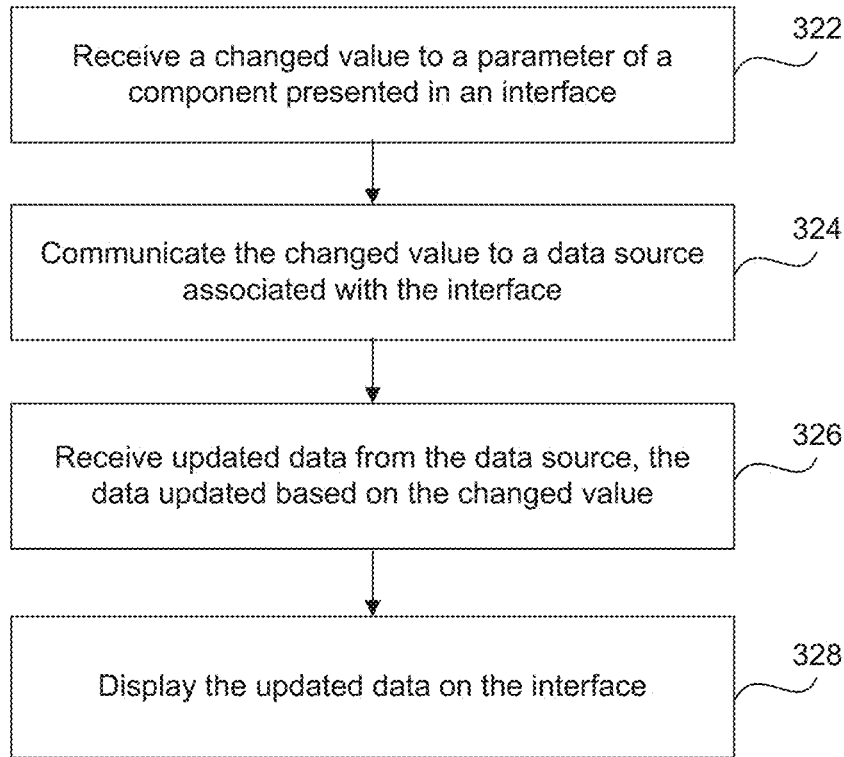 322
Receive a changed value to a parameter of a
component presented in an interface
324
Communicate the changed value to a data source
associated with the interface
326
Receive updated data from the data source, the
data updated based on the changed value
328
Display the updated data on the interface